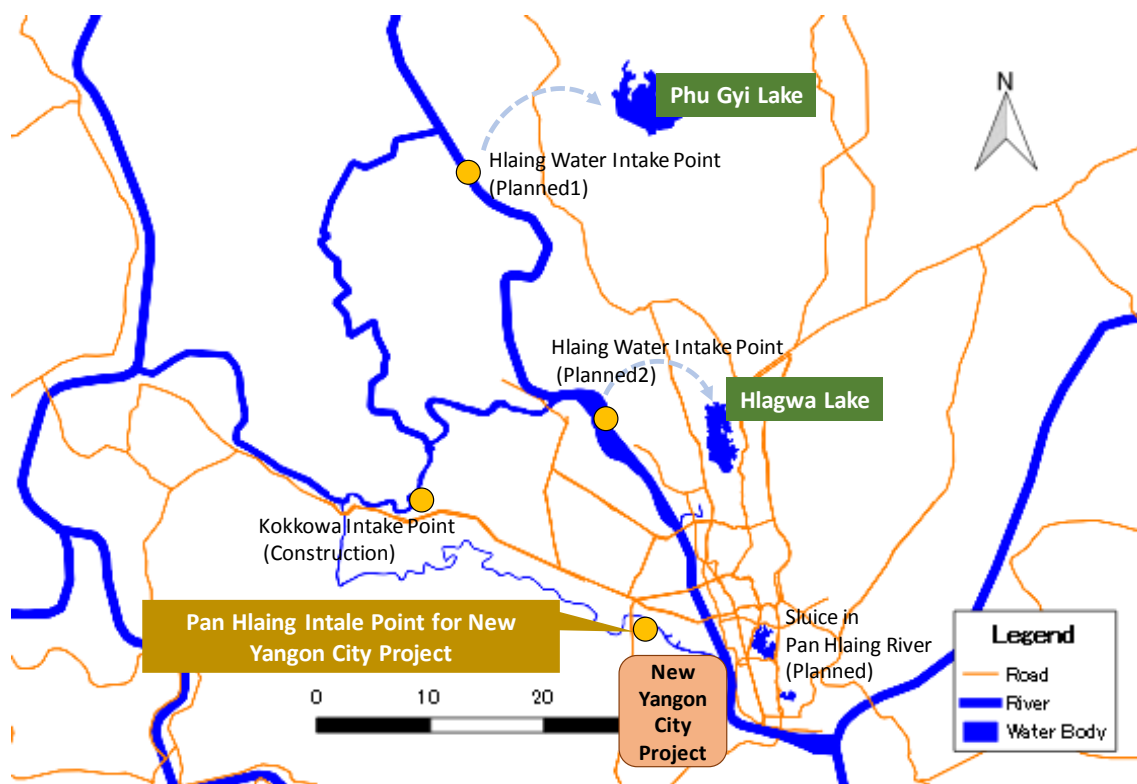 N
Phu Gyi Lake
Hlaing Water Intake Point
(Planned1)
Hlaing Water Intake Point
(Planned2)
Hlagwa Lake
Kokkowa Intake Point
(Construction)
Pan Hlaing Intale Point for New
Yangon City Project
Sluice in
Pan Hlaing River
(Planned)
New
Yangon
City
Project
0 10 20
Legend
Road
River
Water Body